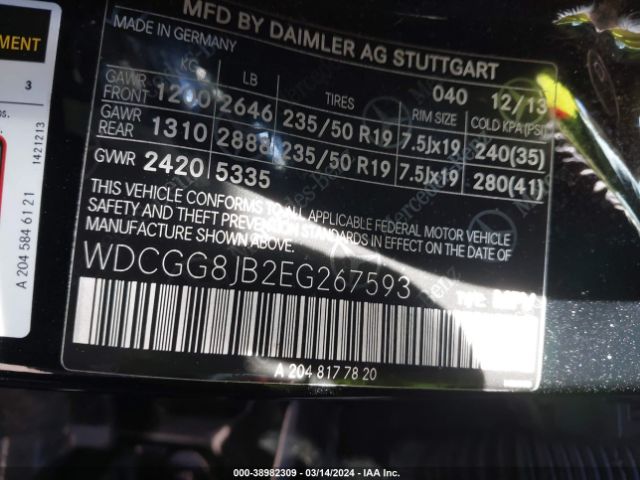 MFD BY DAIMLER AG STUTTGART
MADE IN GERMANY
040 12/13
KG LB TIRES RIM SIZE COLD KPA (PSI)
GAWR FRONT 1200 2646 235/50 R19 7.5Jx19 240(35)
GAWR REAR 1310 2888 235/50 R19 7.5Jx19 280(41)
GVWR 2420 5335
THIS VEHICLE CONFORMS TO ALL APPLICABLE FEDERAL MOTOR VEHICLE
SAFETY AND THEFT PREVENTION STANDARDS IN EFFECT ON THE DATE OF
MANUFACTURE SHOWN ABOVE.
WDCGG8JB2EG267593
TYPE:
A 204 817 78 20
EMENT
3
1421213
A 204 584 61 21
Mercedes-Benz
000-38982309 - 03/14/2024 - IAA Inc.